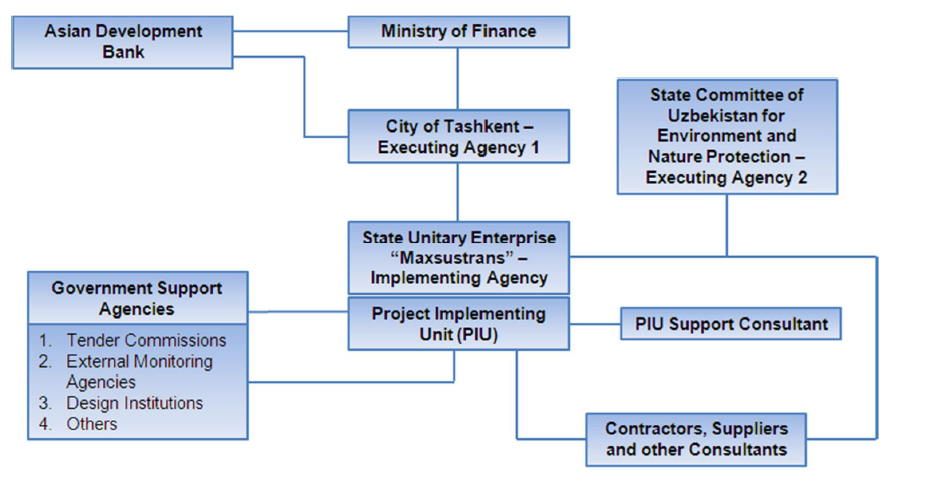 Asian Development
Bank
Ministry of Finance
City of Tashkent –
Executing Agency 1
State Committee of
Uzbekistan for
Environment and
Nature Protection –
Executing Agency 2
State Unitary Enterprise
“Maxsustrans” –
Implementing Agency
Government Support
Agencies
1. Tender Commissions
2. External Monitoring
Agencies
3. Design Institutions
4. Others
Project Implementing
Unit (PIU)
PIU Support Consultant
Contractors, Suppliers
and other Consultants